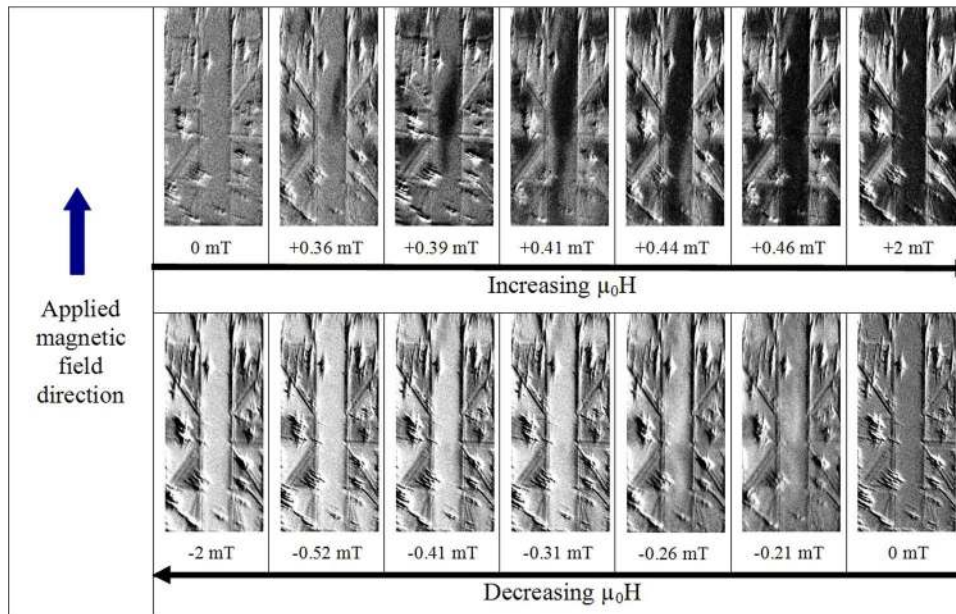 0 mT +0.36 mT +0.39 mT +0.41 mT +0.44 mT +0.46 mT +2 mT
Increasing μ₀H
Applied
magnetic
field
direction
-2 mT -0.52 mT -0.41 mT -0.31 mT -0.26 mT -0.21 mT 0 mT
Decreasing μ₀H